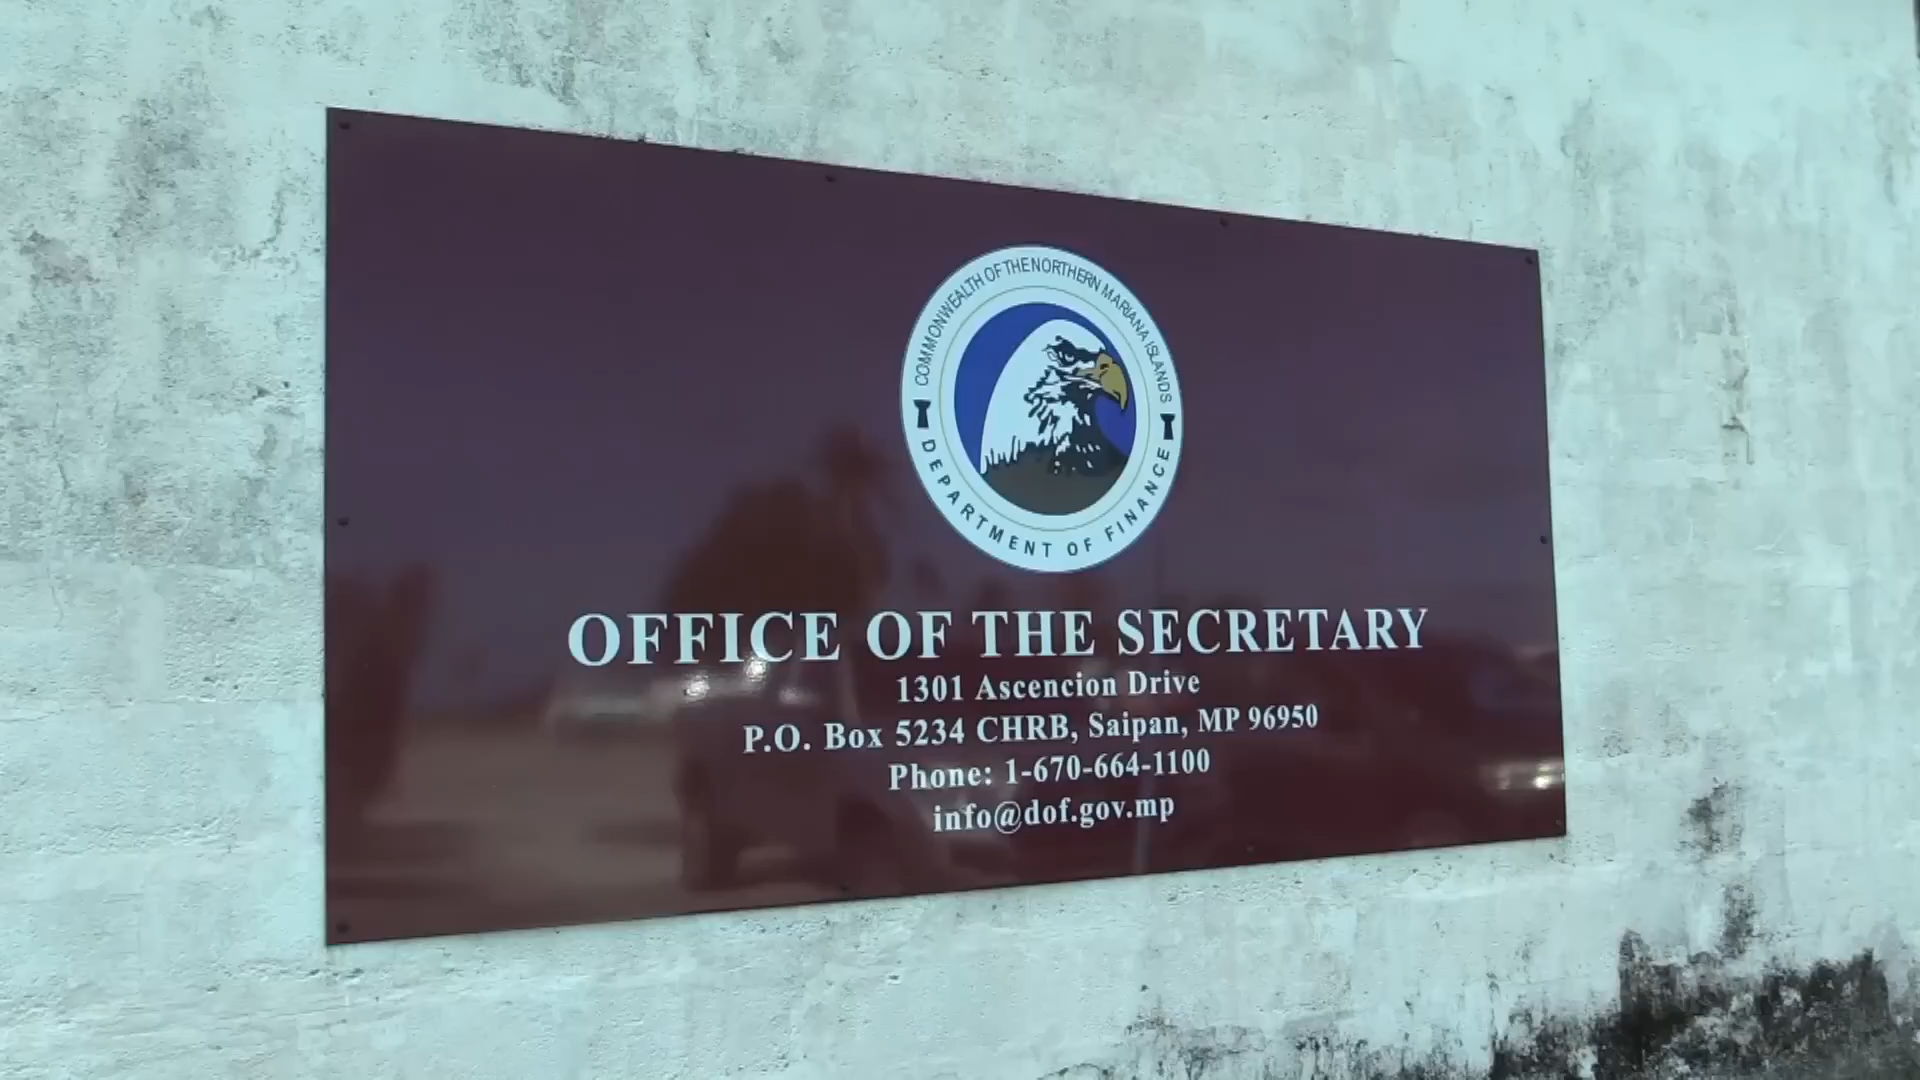 COMMONWEALTH OF THE NORTHERN MARIANA ISLANDS
DEPARTMENT OF FINANCE
OFFICE OF THE SECRETARY
1301 Ascencion Drive
P.O. Box 5234 CHRB, Saipan, MP 96950
Phone: 1-670-664-1100
info@dof.gov.mp